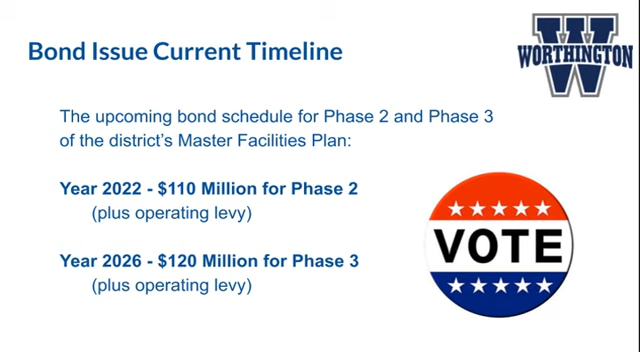 Bond Issue Current Timeline
W
WORTHINGTON
The upcoming bond schedule for Phase 2 and Phase 3
of the district's Master Facilities Plan:
Year 2022 - $110 Million for Phase 2
(plus operating levy)
Year 2026 - $120 Million for Phase 3
(plus operating levy)
VOTE